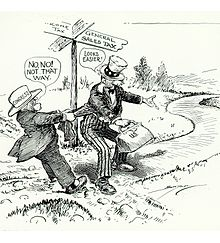 INCOME
TAX
GENERAL
SALES TAX
LOOKS
EASIER!
NO, NO!
NOT THAT
WAY.